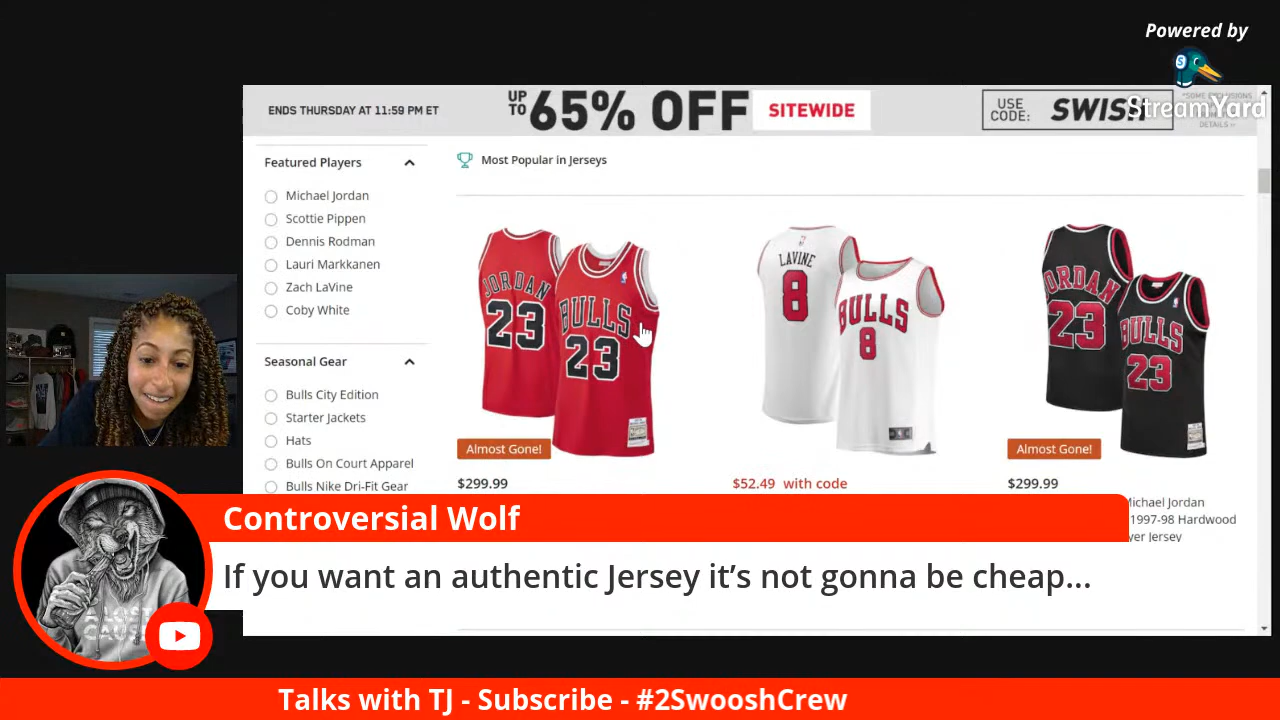 Powered by
StreamYard
ENDS THURSDAY AT 11:59 PM ET
UP TO 65% OFF SITEWIDE
USE CODE: SWISH
DETAILS
Featured Players
Michael Jordan
Scottie Pippen
Dennis Rodman
Lauri Markkanen
Zach LaVine
Coby White
Seasonal Gear
Bulls City Edition
Starter Jackets
Hats
Bulls On Court Apparel
Bulls Nike Dri-Fit Gear
Most Popular in Jerseys
JORDAN
23
BULLS
23
LAVINE
8
BULLS
8
JORDAN
23
BULLS
23
Almost Gone!
Almost Gone!
$299.99
$52.49 with code
$299.99
Michael Jordan
1997-98 Hardwood
yer Jersey
Controversial Wolf
If you want an authentic Jersey it's not gonna be cheap...
A LOST
CAUSE
Talks with TJ - Subscribe - #2SwooshCrew